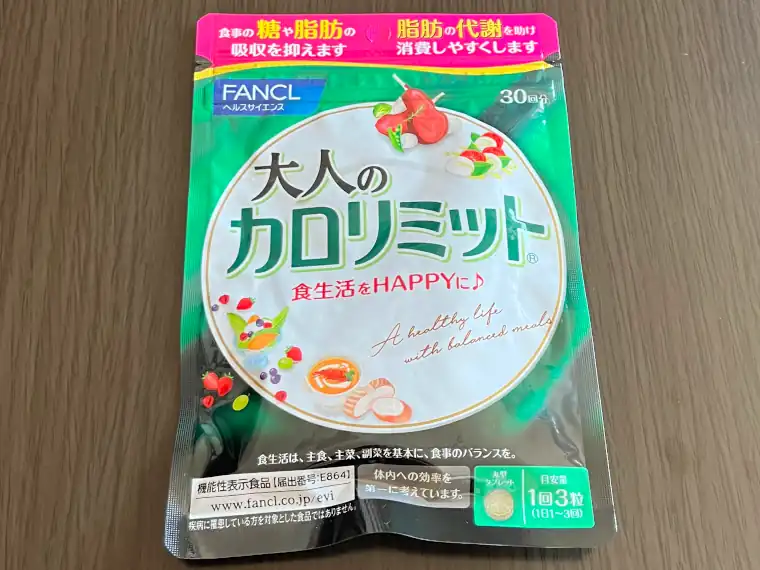 食事の糖や脂肪の
吸収を抑えます
脂肪の代謝を助け
消費しやすくします
FANCL
ヘルスサイエンス
30回分
大人の
カロリミット®
食生活をHAPPYに♪
A healthy life
with balanced meals
食生活は、主食、主菜、副菜を基本に、食事のバランスを。
機能性表示食品【届出番号:E864】
www.fancl.co.jp/evi
疾病に罹患している方を対象とした食品ではありません。
体内への効率を
第一に考えています。
丸型
タブレット
目安量
1回3粒
(1日1~3回)